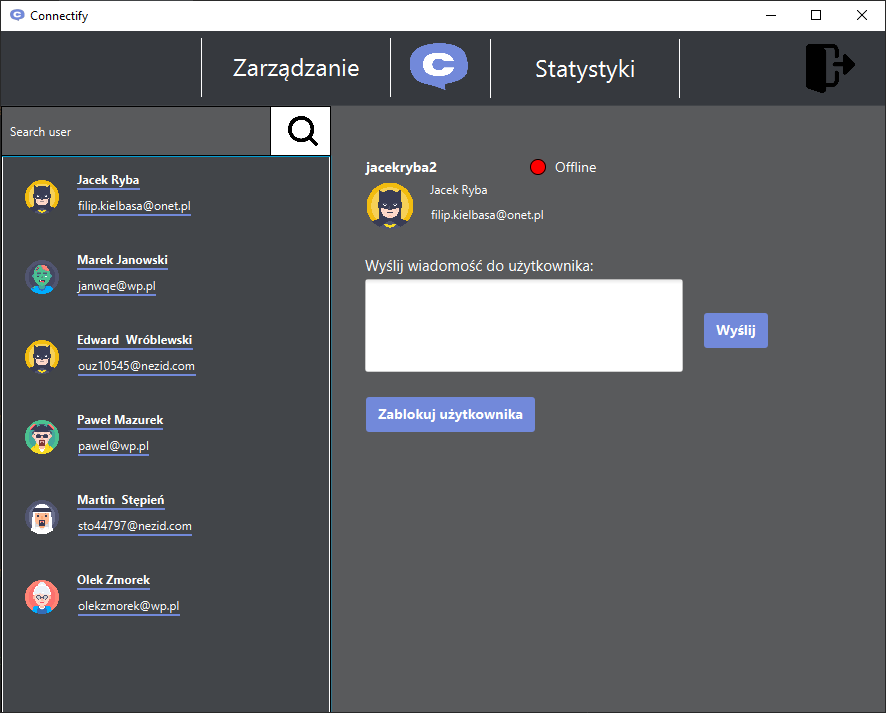 Connectify
Zarządzanie
C
Statystyki
Search user
Jacek Ryba
filip.kielbasa@onet.pl
Marek Janowski
janwqe@wp.pl
Edward Wróblewski
ouz10545@nezid.com
Paweł Mazurek
pawel@wp.pl
Martin Stępień
sto44797@nezid.com
Olek Zmorek
olekzmorek@wp.pl
jacekryba2
Offline
Jacek Ryba
filip.kielbasa@onet.pl
Wyślij wiadomość do użytkownika:
Wyślij
Zablokuj użytkownika